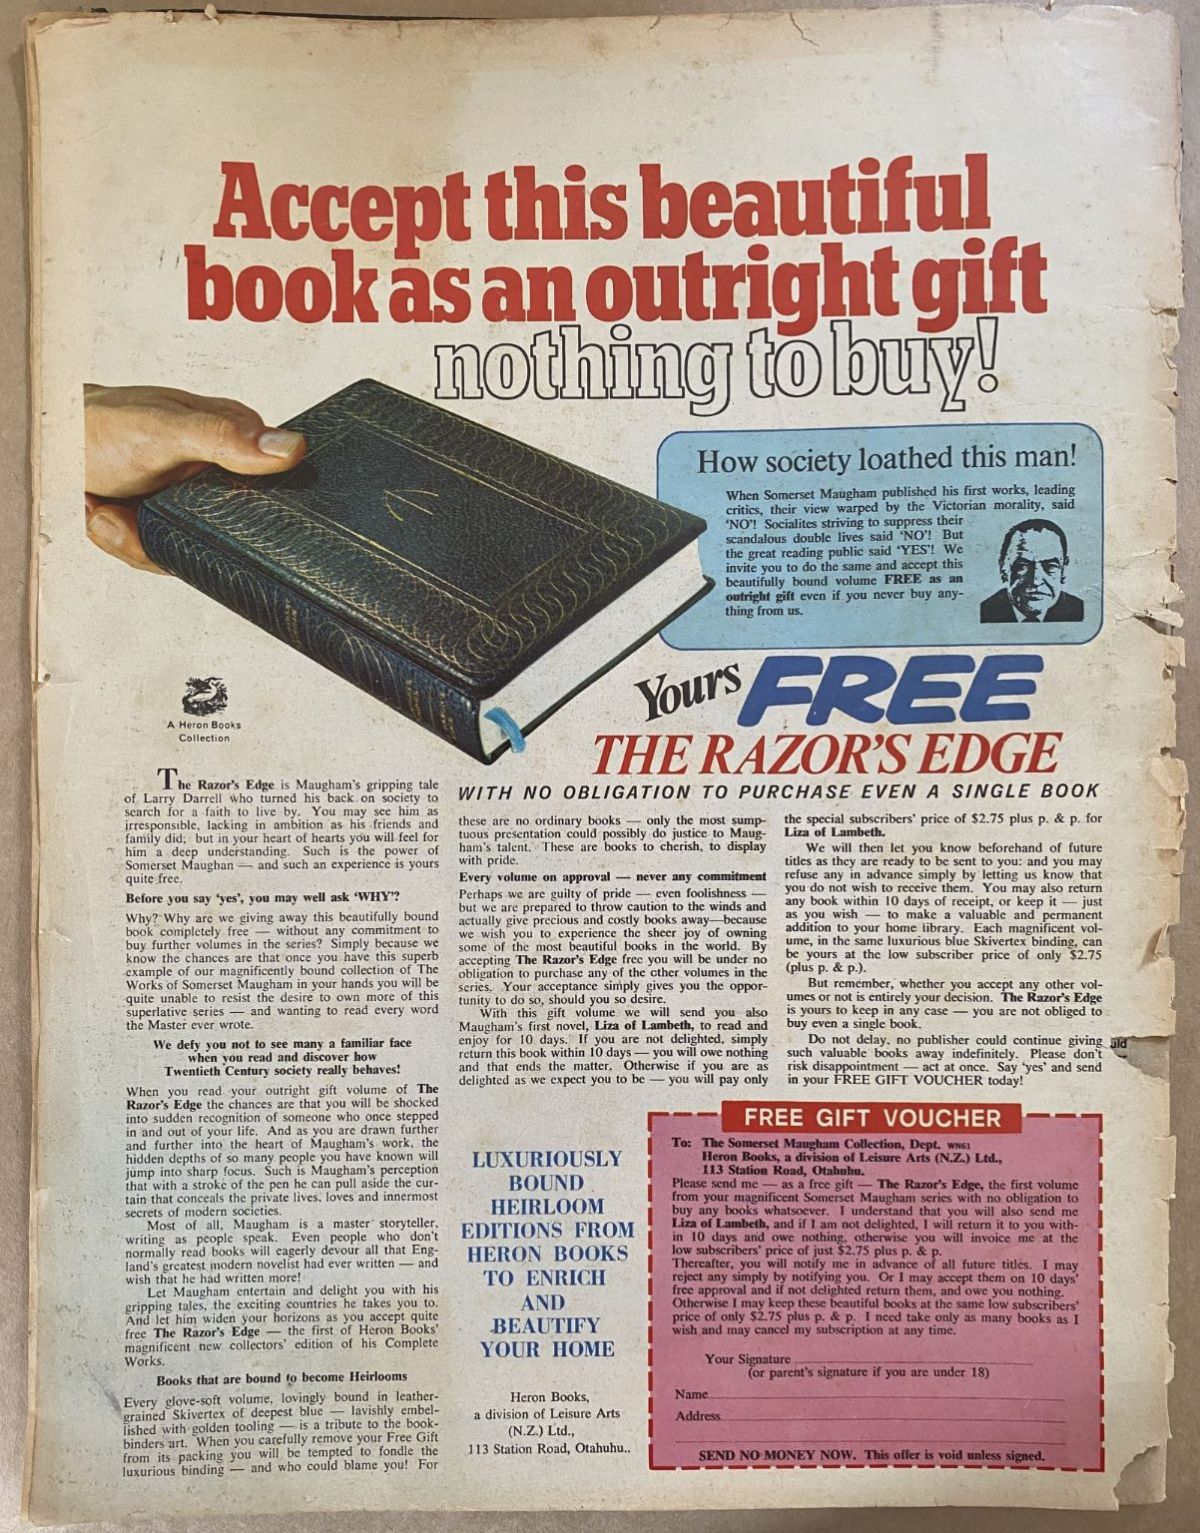 Accept this beautiful
book as an outright gift
nothing to buy!
How society loathed this man!
When Somerset Maugham published his first works, leading
critics, their view warped by the Victorian morality, said
‘NO’! Socialites striving to suppress their
scandalous double lives said ‘NO’! But
the great reading public said ‘YES’! We
invite you to do the same and accept this
beautifully bound volume FREE as an
outright gift even if you never buy any-
thing from us.
Yours FREE
THE RAZOR'S EDGE
WITH NO OBLIGATION TO PURCHASE EVEN A SINGLE BOOK
A Heron Books
Collection
The Razor's Edge is Maugham's gripping tale
of Larry Darrell who turned his back on society to
search for a faith to live by. You may see him as
irresponsible, lacking in ambition as his friends and
family did; but in your heart of hearts you will feel for
him a deep understanding. Such is the power of
Somerset Maughan — and such an experience is yours
quite free.
Before you say ‘yes’, you may well ask ‘WHY’?
Why? Why are we giving away this beautifully bound
book completely free — without any commitment to
buy further volumes in the series? Simply because we
know the chances are that once you have this superb
example of our magnificently bound collection of The
Works of Somerset Maugham in your hands you will be
quite unable to resist the desire to own more of this
superlative series — and wanting to read every word
the Master ever wrote.
We defy you not to see many a familiar face
when you read and discover how
Twentieth Century society really behaves!
When you read your outright gift volume of The
Razor's Edge the chances are that you will be shocked
into sudden recognition of someone who once stepped
in and out of your life. And as you are drawn further
and further into the heart of Maugham's work, the
hidden depths of so many people you have known will
jump into sharp focus. Such is Maugham's perception
that with a stroke of the pen he can pull aside the cur-
tain that conceals the private lives, loves and innermost
secrets of modern societies.
Most of all, Maugham is a master storyteller,
writing as people speak. Even people who don't
normally read books will eagerly devour all that Eng-
land's greatest modern novelist had ever written — and
wish that he had written more!
Let Maugham entertain and delight you with his
gripping tales, the exciting countries he takes you to.
And let him widen your horizons as you accept quite
free The Razor's Edge — the first of Heron Books'
magnificent new collectors' edition of his Complete
Works.
Books that are bound to become Heirlooms
Every glove-soft volume, lovingly bound in leather-
grained Skivertex of deepest blue — lavishly embel-
lished with golden tooling — is a tribute to the book-
binders art. When you carefully remove your Free Gift
from its packing you will be tempted to fondle the
luxurious binding — and who could blame you! For
these are no ordinary books — only the most sump-
tuous presentation could possibly do justice to Maug-
ham's talent. These are books to cherish, to display
with pride.
Every volume on approval — never any commitment
Perhaps we are guilty of pride — even foolishness —
but we are prepared to throw caution to the winds and
actually give precious and costly books away—because
we wish you to experience the sheer joy of owning
some of the most beautiful books in the world. By
accepting The Razor's Edge free you will be under no
obligation to purchase any of the other volumes in the
series. Your acceptance simply gives you the oppor-
tunity to do so, should you so desire.
With this gift volume we will send you also
Maugham's first novel, Liza of Lambeth, to read and
enjoy for 10 days. If you are not delighted, simply
return this book within 10 days — you will owe nothing
and that ends the matter. Otherwise if you are as
delighted as we expect you to be — you will pay only
the special subscribers' price of $2.75 plus p. & p. for
Liza of Lambeth.
We will then let you know beforehand of future
titles as they are ready to be sent to you: and you may
refuse any in advance simply by letting us know that
you do not wish to receive them. You may also return
any book within 10 days of receipt, or keep it — just
as you wish — to make a valuable and permanent
addition to your home library. Each magnificent vol-
ume, in the same luxurious blue Skivertex binding, can
be yours at the low subscriber price of only $2.75
(plus p. & p.).
But remember, whether you accept any other vol-
umes or not is entirely your decision. The Razor's Edge
is yours to keep in any case — you are not obliged to
buy even a single book.
Do not delay, no publisher could continue giving
such valuable books away indefinitely. Please don't
risk disappointment — act at once. Say ‘yes’ and send
in your FREE GIFT VOUCHER today!
LUXURIOUSLY
BOUND
HEIRLOOM
EDITIONS FROM
HERON BOOKS
TO ENRICH
AND
BEAUTIFY
YOUR HOME
Heron Books,
a division of Leisure Arts
(N.Z.) Ltd.,
113 Station Road, Otahuhu..
FREE GIFT VOUCHER
To: The Somerset Maugham Collection, Dept. WN61
Heron Books, a division of Leisure Arts (N.Z.) Ltd.,
113 Station Road, Otahuhu.
Please send me — as a free gift — The Razor's Edge, the first volume
from your magnificent Somerset Maugham series with no obligation to
buy any books whatsoever. I understand that you will also send me
Liza of Lambeth, and if I am not delighted, I will return it to you with-
in 10 days and owe nothing, otherwise you will invoice me at the
low subscribers' price of just $2.75 plus p. & p.
Thereafter, you will notify me in advance of all future titles. I may
reject any simply by notifying you. Or I may accept them on 10 days'
free approval and if not delighted return them, and owe you nothing.
Otherwise I may keep these beautiful books at the same low subscribers'
price of only $2.75 plus p. & p. I need take only as many books as I
wish and may cancel my subscription at any time.
Your Signature
(or parent's signature if you are under 18)
Name
Address
SEND NO MONEY NOW. This offer is void unless signed.